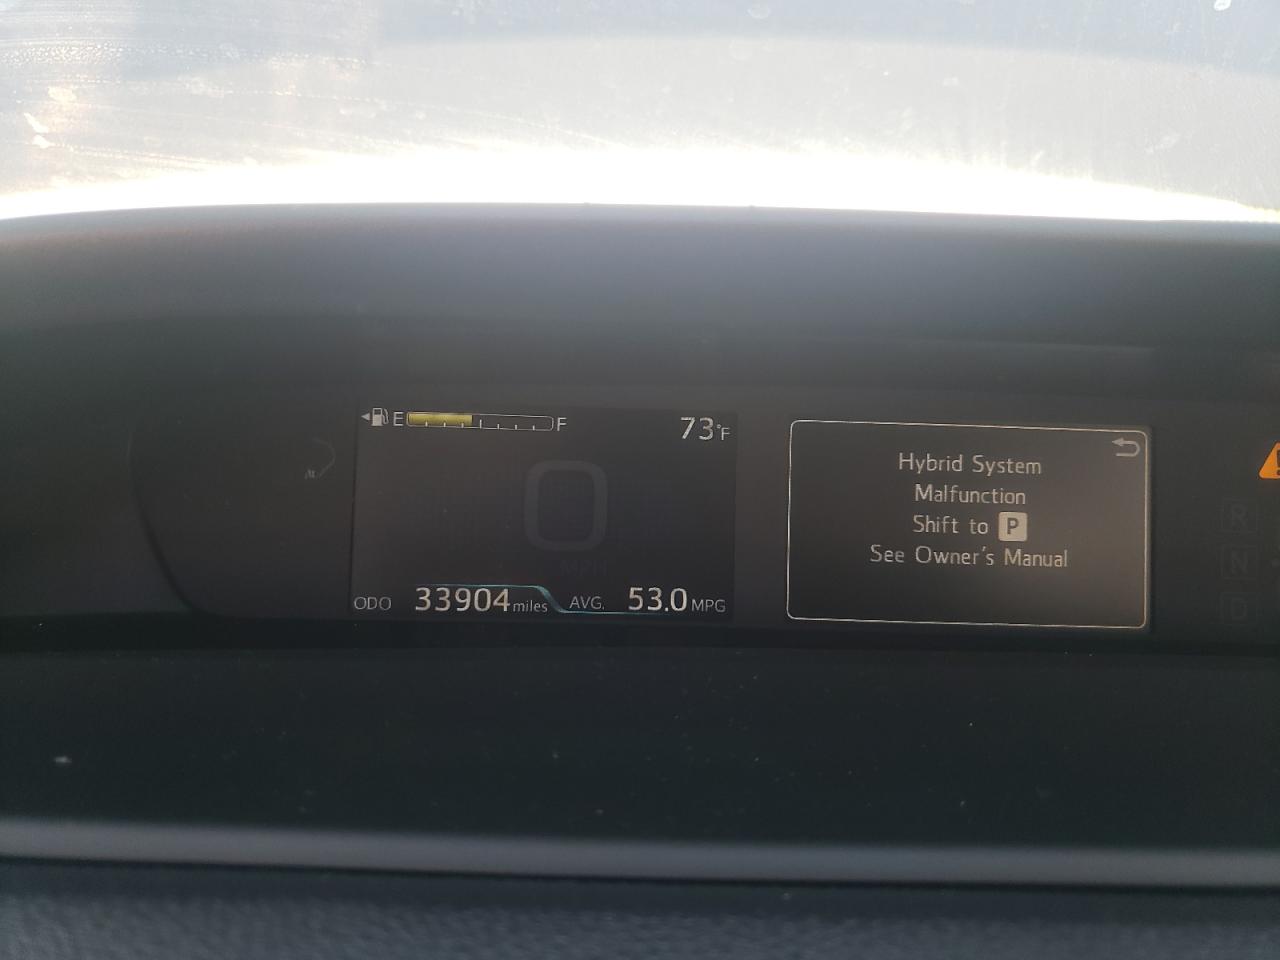 E F 73°F
0
MPH
ODO 33904 miles AVG. 53.0 MPG
Hybrid System
Malfunction
Shift to P
See Owner's Manual
R
N
D